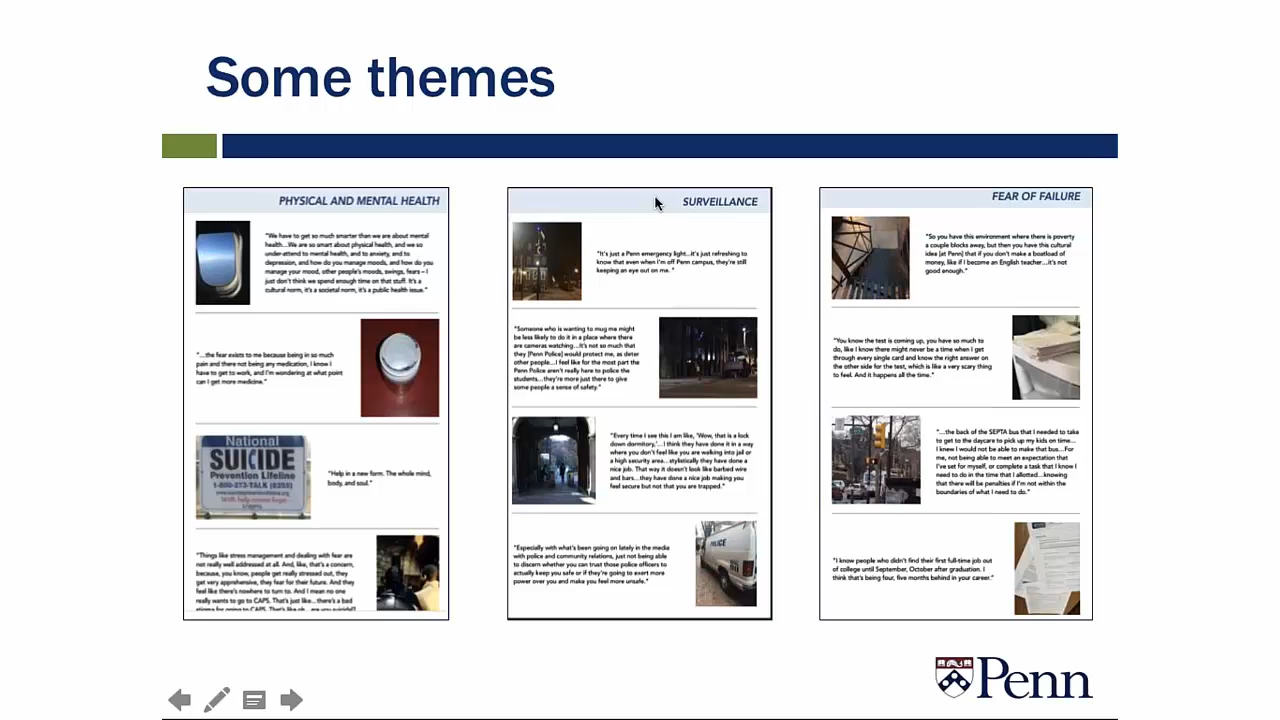 Some themes
PHYSICAL AND MENTAL HEALTH
"We have to get so much smarter than we are about mental
health...We are so smart about physical health, and we so
under-attend to mental health, and to anxiety, and to
depression, and how do you manage moods, and how do you
manage your mood, other people's moods, swings, fears – I
just don't think we spend enough time on that stuff. It's a
cultural norm, it's a societal norm, it's a public health issue."
"...the fear exists to me because being in so much
pain and there not being any medication, I know I
have to get to work, and I'm wondering at what point
can I get more medicine."
National
SUICIDE
Prevention Lifeline
1-800-273-TALK (8255)
www.suicidepreventionlifeline.org
With help comes hope
"Help in a new form. The whole mind,
body, and soul."
"Things like stress management and dealing with fear are
not really well addressed at all. And, like, that's a concern,
because, you know, people get really stressed out, they
get very apprehensive, they fear for their future. And they
feel like there's nowhere to turn to. And I mean no one
really wants to go to CAPS. That's just like...there's a bad
stigma for going to CAPS. That's like oh...are you suicidal?
SURVEILLANCE
"It's just a Penn emergency light...it's just refreshing to
know that even when I'm off Penn campus, they're still
keeping an eye out on me. "
"Someone who is wanting to mug me might
be less likely to do it in a place where there
are cameras watching...It's not so much that
they [Penn Police] would protect me, as deter
other people...I feel like for the most part the
Penn Police aren't really here to police the
students...they're more just there to give
some people a sense of safety."
"Every time I see this I am like, 'Wow, that is a lock
down dormitory,'...I think they have done it in a way
where you don't feel like you are walking into jail or
a high security area...stylistically they have done a
nice job. That way it doesn't look like barbed wire
and bars...they have done a nice job making you
feel secure but not that you are trapped."
"Especially with what's been going on lately in the media
with police and community relations, just not being able
to discern whether you can trust those police officers to
actually keep you safe or if they're going to exert more
power over you and make you feel more unsafe."
POLICE
FEAR OF FAILURE
"So you have this environment where there is poverty
a couple blocks away, but then you have this cultural
idea [at Penn] that if you don't make a boatload of
money, like if I become an English teacher...it's not
good enough."
"You know the test is coming up, you have so much to
do, like I know there might never be a time when I get
through every single card and know the right answer on
the other side for the test, which is like a very scary thing
to feel. And it happens all the time."
"...the back of the SEPTA bus that I needed to take
to get to the daycare to pick up my kids on time...
I knew I would not be able to make that bus...For
me, not being able to meet an expectation that
I've set for myself, or complete a task that I know I
need to do in the time that I allotted...knowing
that there will be penalties if I'm not within the
boundaries of what I need to do."
"I know people who didn't find their first full-time job out
of college until September, October after graduation. I
think that's being four, five months behind in your career."
Penn